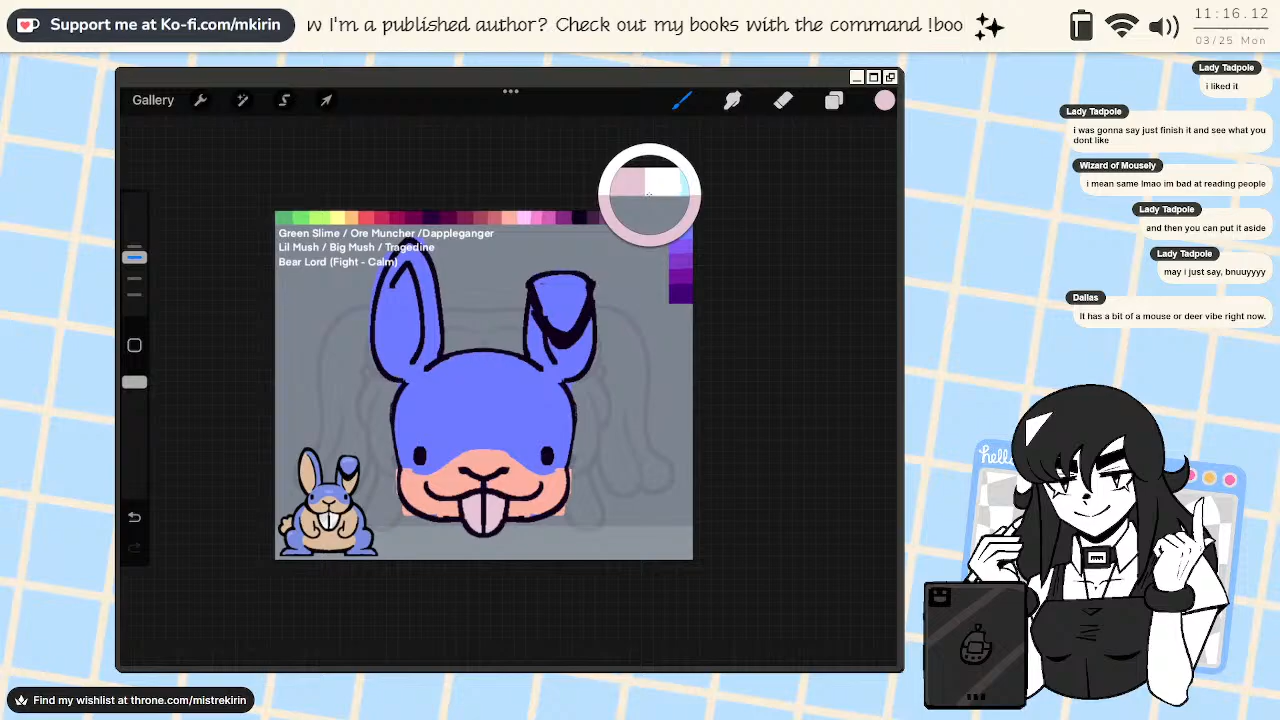 Support me at Ko-fi.com/mkirin
w I'm a published author? Check out my books with the command !boo
11:16.12
03/25 Mon
Gallery
Green Slime / Ore Muncher /Dappleganger
Lil Mush / Big Mush / Tragedine
Bear Lord (Fight - Calm)
Lady Tadpole
i liked it
Lady Tadpole
i was gonna say just finish it and see what you
dont like
Wizard of Mousely
i mean same lmao im bad at reading people
Lady Tadpole
and then you can put it aside
Lady Tadpole
may i just say, bnuuyyyy
Dallas
It has a bit of a mouse or deer vibe right now.
hello
Find my wishlist at throne.com/mistrekirin